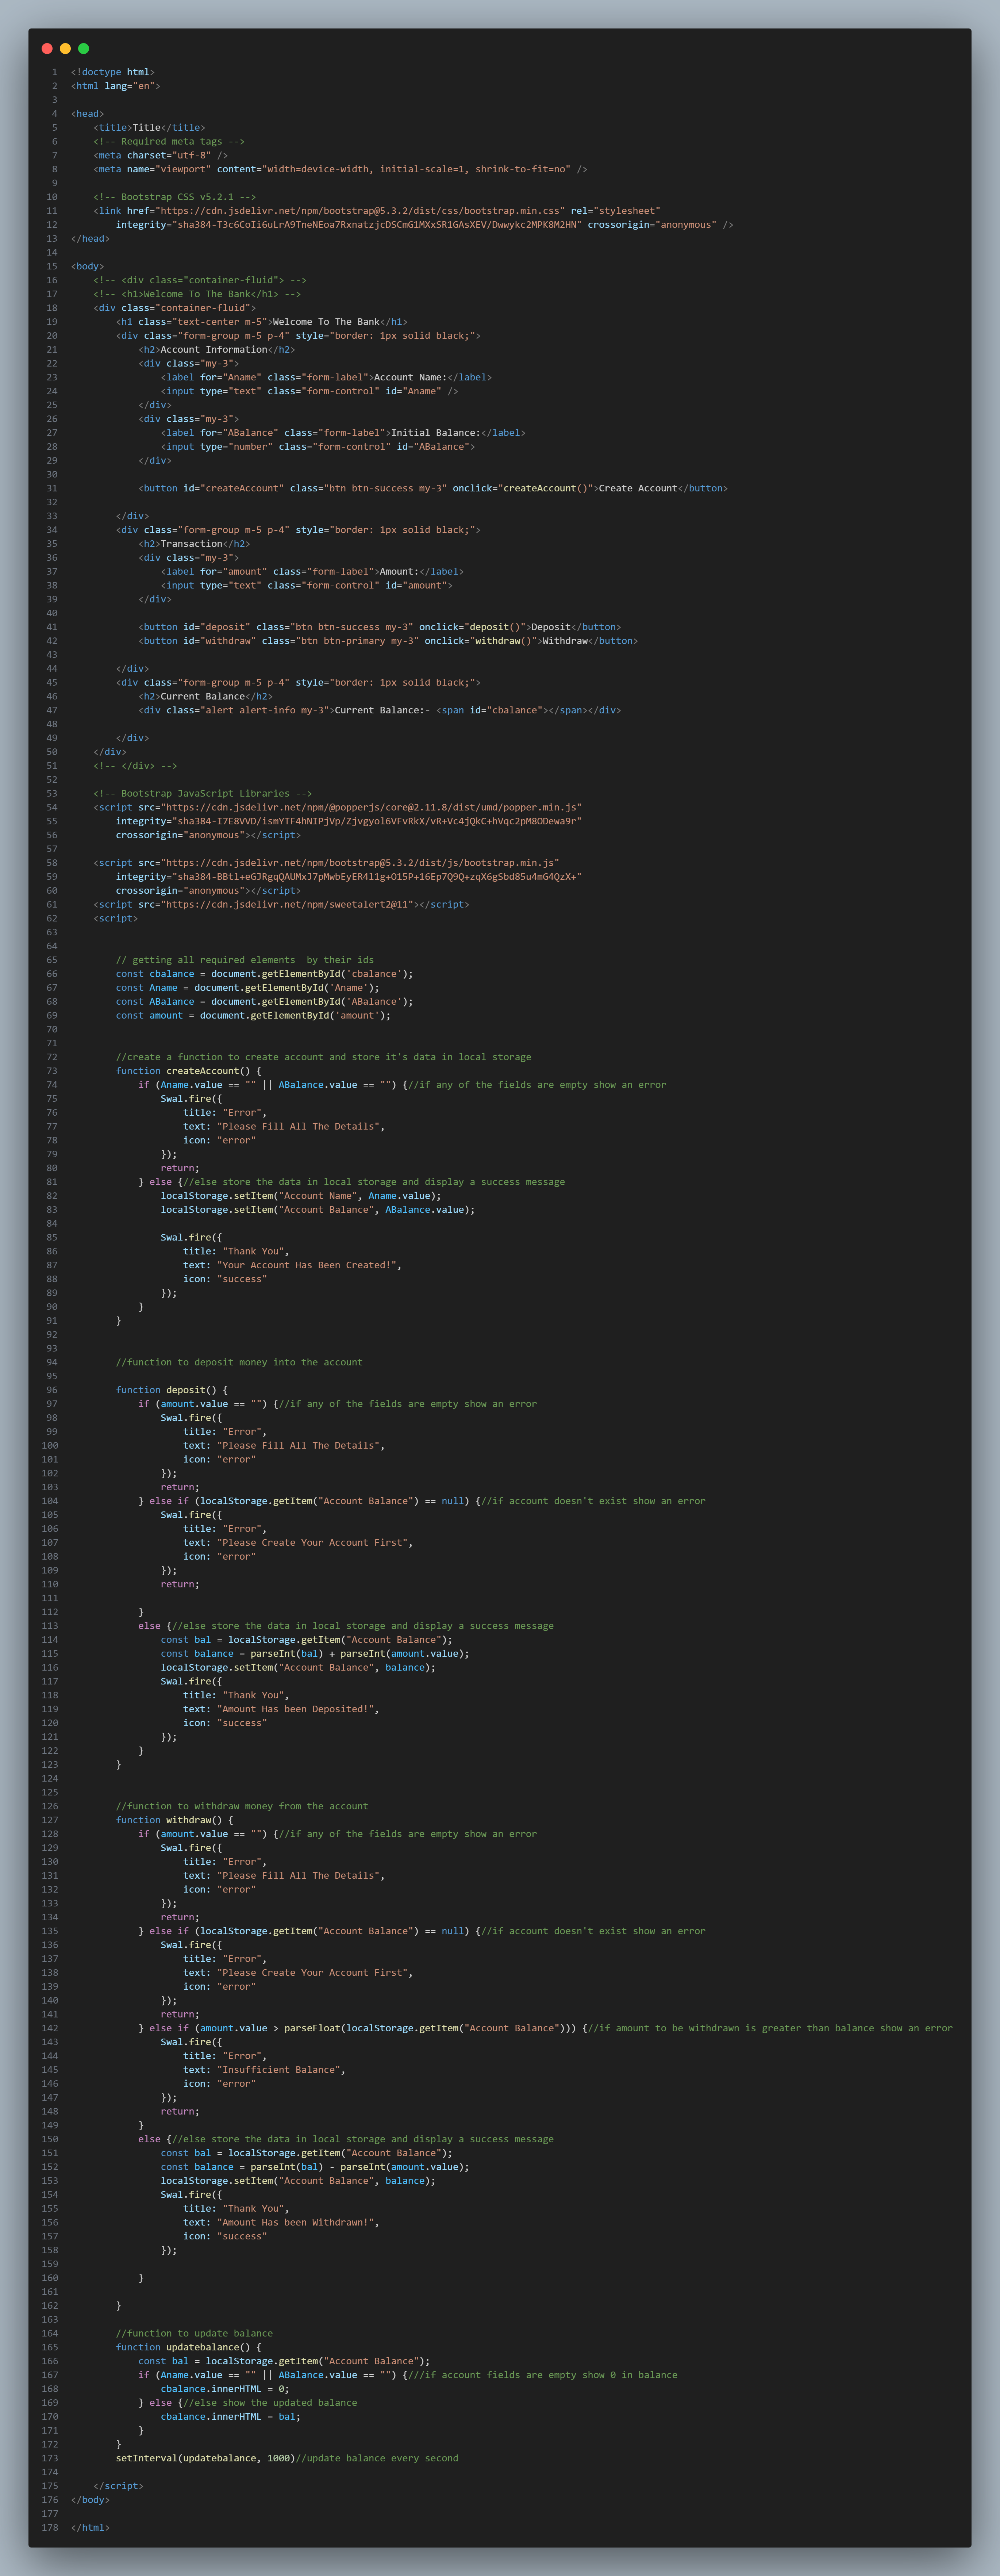 1 <!doctype html>
2 <html lang="en">
3
4 <head>
5     <title>Title</title>
6     <!-- Required meta tags -->
7     <meta charset="utf-8" />
8     <meta name="viewport" content="width=device-width, initial-scale=1, shrink-to-fit=no" />
9
10     <!-- Bootstrap CSS v5.2.1 -->
11     <link href="https://cdn.jsdelivr.net/npm/bootstrap@5.3.2/dist/css/bootstrap.min.css" rel="stylesheet"
12         integrity="sha384-T3c6CoIi6uLrA9TneNEoa7RxnatzjcDSCmG1MXxSR1GAsXEV/Dwwykc2MPK8M2HN" crossorigin="anonymous" />
13 </head>
14
15 <body>
16     <!-- <div class="container-fluid"> -->
17     <!-- <h1>Welcome To The Bank</h1> -->
18     <div class="container-fluid">
19         <h1 class="text-center m-5">Welcome To The Bank</h1>
20         <div class="form-group m-5 p-4" style="border: 1px solid black;">
21             <h2>Account Information</h2>
22             <div class="my-3">
23                 <label for="Aname" class="form-label">Account Name:</label>
24                 <input type="text" class="form-control" id="Aname" />
25             </div>
26             <div class="my-3">
27                 <label for="ABalance" class="form-label">Initial Balance:</label>
28                 <input type="number" class="form-control" id="ABalance">
29             </div>
30
31             <button id="createAccount" class="btn btn-success my-3" onclick="createAccount()">Create Account</button>
32
33         </div>
34         <div class="form-group m-5 p-4" style="border: 1px solid black;">
35             <h2>Transaction</h2>
36             <div class="my-3">
37                 <label for="amount" class="form-label">Amount:</label>
38                 <input type="text" class="form-control" id="amount">
39             </div>
40
41             <button id="deposit" class="btn btn-success my-3" onclick="deposit()">Deposit</button>
42             <button id="withdraw" class="btn btn-primary my-3" onclick="withdraw()">Withdraw</button>
43
44         </div>
45         <div class="form-group m-5 p-4" style="border: 1px solid black;">
46             <h2>Current Balance</h2>
47             <div class="alert alert-info my-3">Current Balance:- <span id="cbalance"></span></div>
48
49         </div>
50     </div>
51     <!-- </div> -->
52
53     <!-- Bootstrap JavaScript Libraries -->
54     <script src="https://cdn.jsdelivr.net/npm/@popperjs/core@2.11.8/dist/umd/popper.min.js"
55         integrity="sha384-I7E8VVD/ismYTF4hNIPjVp/Zjvgyol6VFvRkX/vR+Vc4jQkC+hVqc2pM8ODewa9r"
56         crossorigin="anonymous"></script>
57
58     <script src="https://cdn.jsdelivr.net/npm/bootstrap@5.3.2/dist/js/bootstrap.min.js"
59         integrity="sha384-BBtl+eGJRgqQAUMxJ7pMwbEyER4l1g+O15P+16Ep7Q9Q+zqX6gSbd85u4mG4QzX+"
60         crossorigin="anonymous"></script>
61     <script src="https://cdn.jsdelivr.net/npm/sweetalert2@11"></script>
62     <script>
63
64
65         // getting all required elements  by their ids
66         const cbalance = document.getElementById('cbalance');
67         const Aname = document.getElementById('Aname');
68         const ABalance = document.getElementById('ABalance');
69         const amount = document.getElementById('amount');
70
71
72         //create a function to create account and store it's data in local storage
73         function createAccount() {
74             if (Aname.value == "" || ABalance.value == "") {//if any of the fields are empty show an error
75                 Swal.fire({
76                     title: "Error",
77                     text: "Please Fill All The Details",
78                     icon: "error"
79                 });
80                 return;
81             } else {//else store the data in local storage and display a success message
82                 localStorage.setItem("Account Name", Aname.value);
83                 localStorage.setItem("Account Balance", ABalance.value);
84
85                 Swal.fire({
86                     title: "Thank You",
87                     text: "Your Account Has Been Created!",
88                     icon: "success"
89                 });
90             }
91         }
92
93
94         //function to deposit money into the account
95
96         function deposit() {
97             if (amount.value == "") {//if any of the fields are empty show an error
98                 Swal.fire({
99                     title: "Error",
100                     text: "Please Fill All The Details",
101                     icon: "error"
102                 });
103                 return;
104             } else if (localStorage.getItem("Account Balance") == null) {//if account doesn't exist show an error
105                 Swal.fire({
106                     title: "Error",
107                     text: "Please Create Your Account First",
108                     icon: "error"
109                 });
110                 return;
111
112             }
113             else {//else store the data in local storage and display a success message
114                 const bal = localStorage.getItem("Account Balance");
115                 const balance = parseInt(bal) + parseInt(amount.value);
116                 localStorage.setItem("Account Balance", balance);
117                 Swal.fire({
118                     title: "Thank You",
119                     text: "Amount Has been Deposited!",
120                     icon: "success"
121                 });
122             }
123         }
124
125
126         //function to withdraw money from the account
127         function withdraw() {
128             if (amount.value == "") {//if any of the fields are empty show an error
129                 Swal.fire({
130                     title: "Error",
131                     text: "Please Fill All The Details",
132                     icon: "error"
133                 });
134                 return;
135             } else if (localStorage.getItem("Account Balance") == null) {//if account doesn't exist show an error
136                 Swal.fire({
137                     title: "Error",
138                     text: "Please Create Your Account First",
139                     icon: "error"
140                 });
141                 return;
142             } else if (amount.value > parseFloat(localStorage.getItem("Account Balance"))) {//if amount to be withdrawn is greater than balance show an error
143                 Swal.fire({
144                     title: "Error",
145                     text: "Insufficient Balance",
146                     icon: "error"
147                 });
148                 return;
149             }
150             else {//else store the data in local storage and display a success message
151                 const bal = localStorage.getItem("Account Balance");
152                 const balance = parseInt(bal) - parseInt(amount.value);
153                 localStorage.setItem("Account Balance", balance);
154                 Swal.fire({
155                     title: "Thank You",
156                     text: "Amount Has been Withdrawn!",
157                     icon: "success"
158                 });
159
160             }
161
162         }
163
164         //function to update balance
165         function updatebalance() {
166             const bal = localStorage.getItem("Account Balance");
167             if (Aname.value == "" || ABalance.value == "") {///if account fields are empty show 0 in balance
168                 cbalance.innerHTML = 0;
169             } else {//else show the updated balance
170                 cbalance.innerHTML = bal;
171             }
172         }
173         setInterval(updatebalance, 1000)//update balance every second
174
175     </script>
176 </body>
177
178 </html>